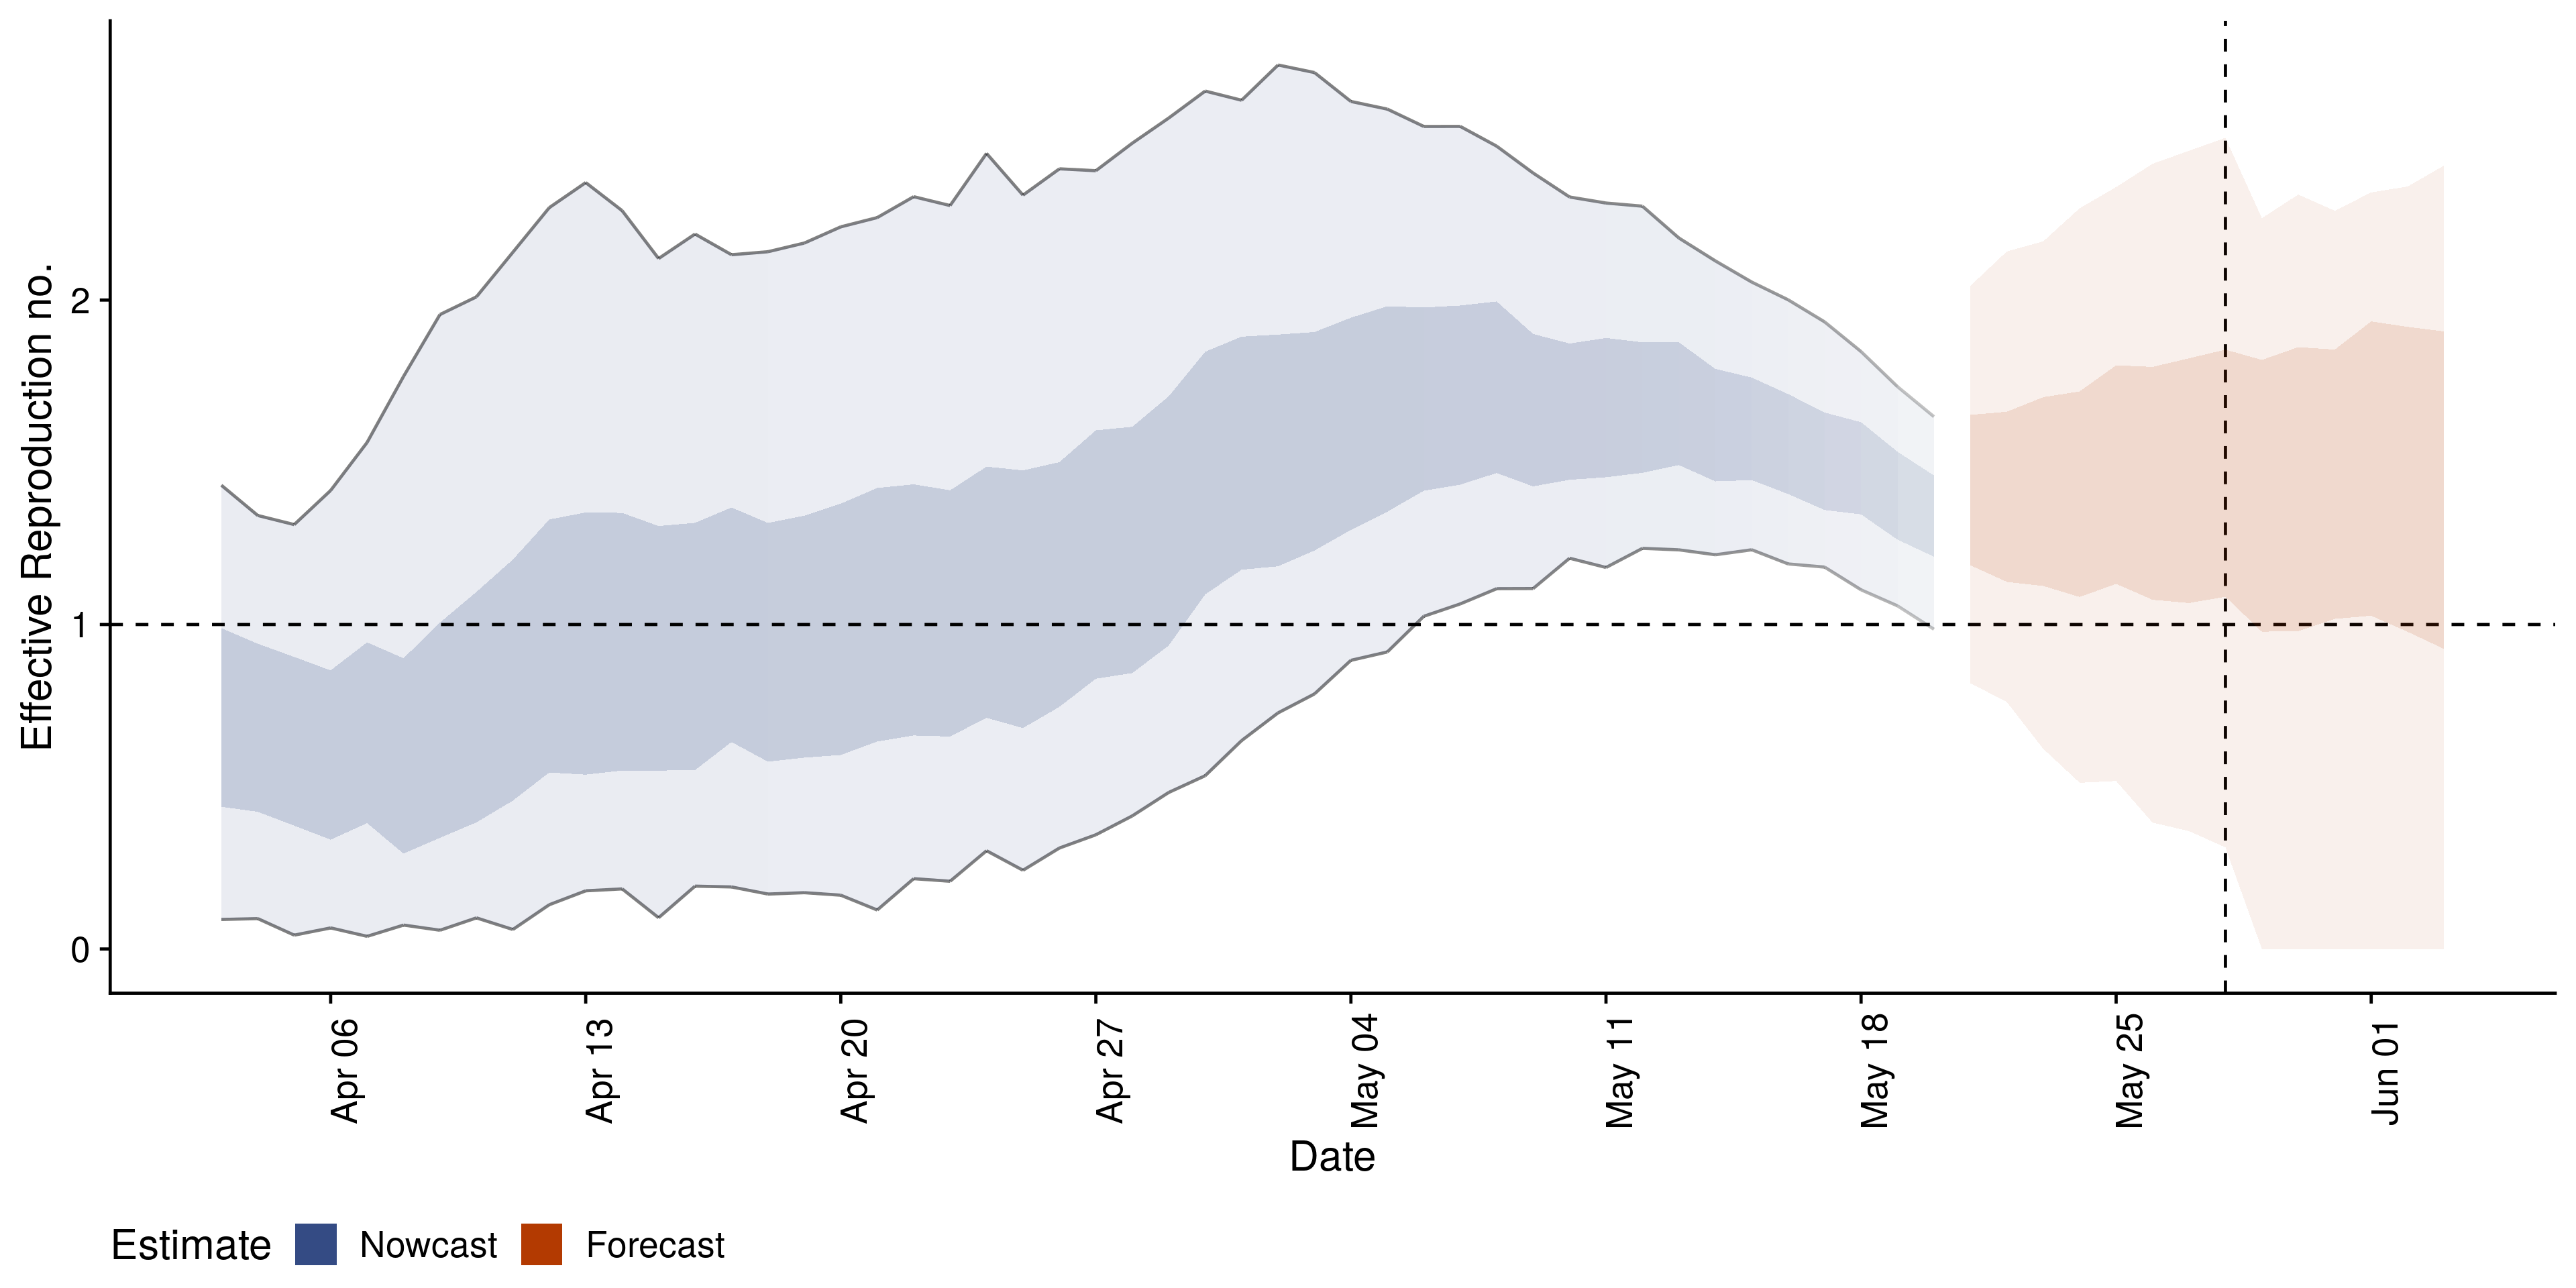 Effective Reproduction no.
2
1
0
Apr 06
Apr 13
Apr 20
Apr 27
May 04
May 11
May 18
May 25
Jun 01
Date
Estimate
Nowcast
Forecast